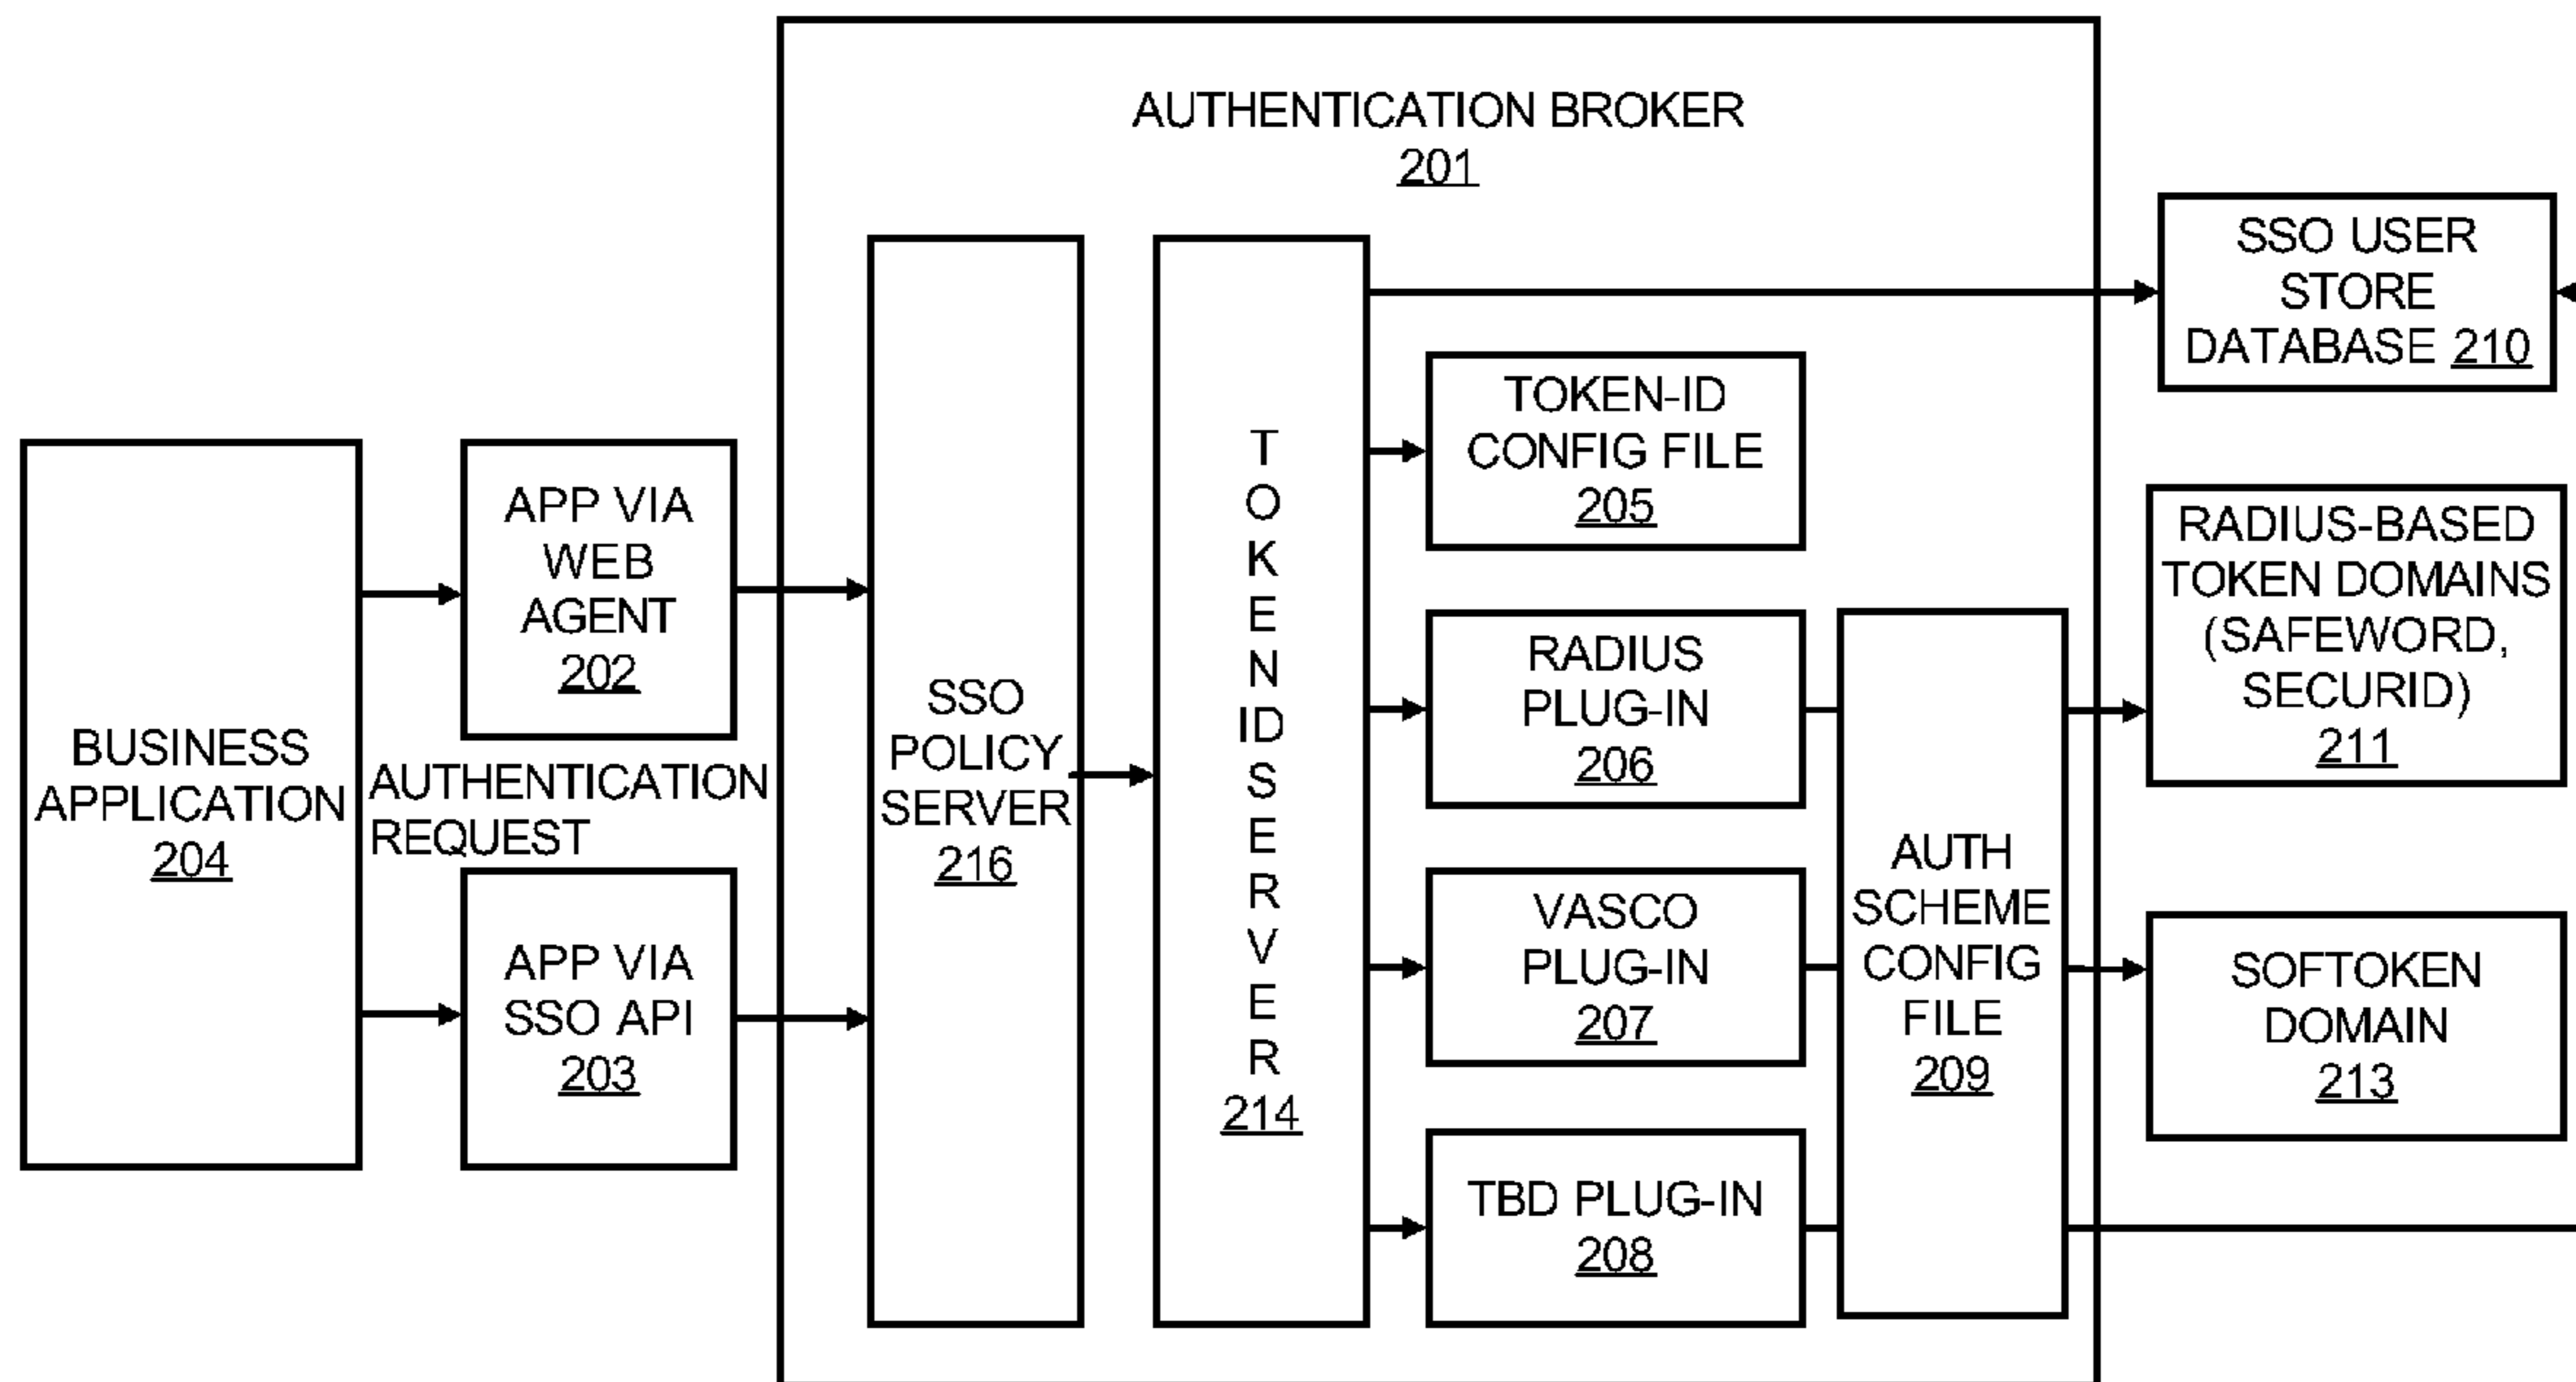 AUTHENTICATION BROKER
201
BUSINESS
APPLICATION
204
APP VIA
WEB
AGENT
202
AUTHENTICATION
REQUEST
APP VIA
SSO API
203
SSO
POLICY
SERVER
216
T
O
K
E
N
ID
S
E
R
V
E
R
214
TOKEN-ID
CONFIG FILE
205
RADIUS
PLUG-IN
206
VASCO
PLUG-IN
207
TBD PLUG-IN
208
AUTH
SCHEME
CONFIG
FILE
209
SSO USER
STORE
DATABASE 210
RADIUS-BASED
TOKEN DOMAINS
(SAFEWORD,
SECURID)
211
SOFTOKEN
DOMAIN
213